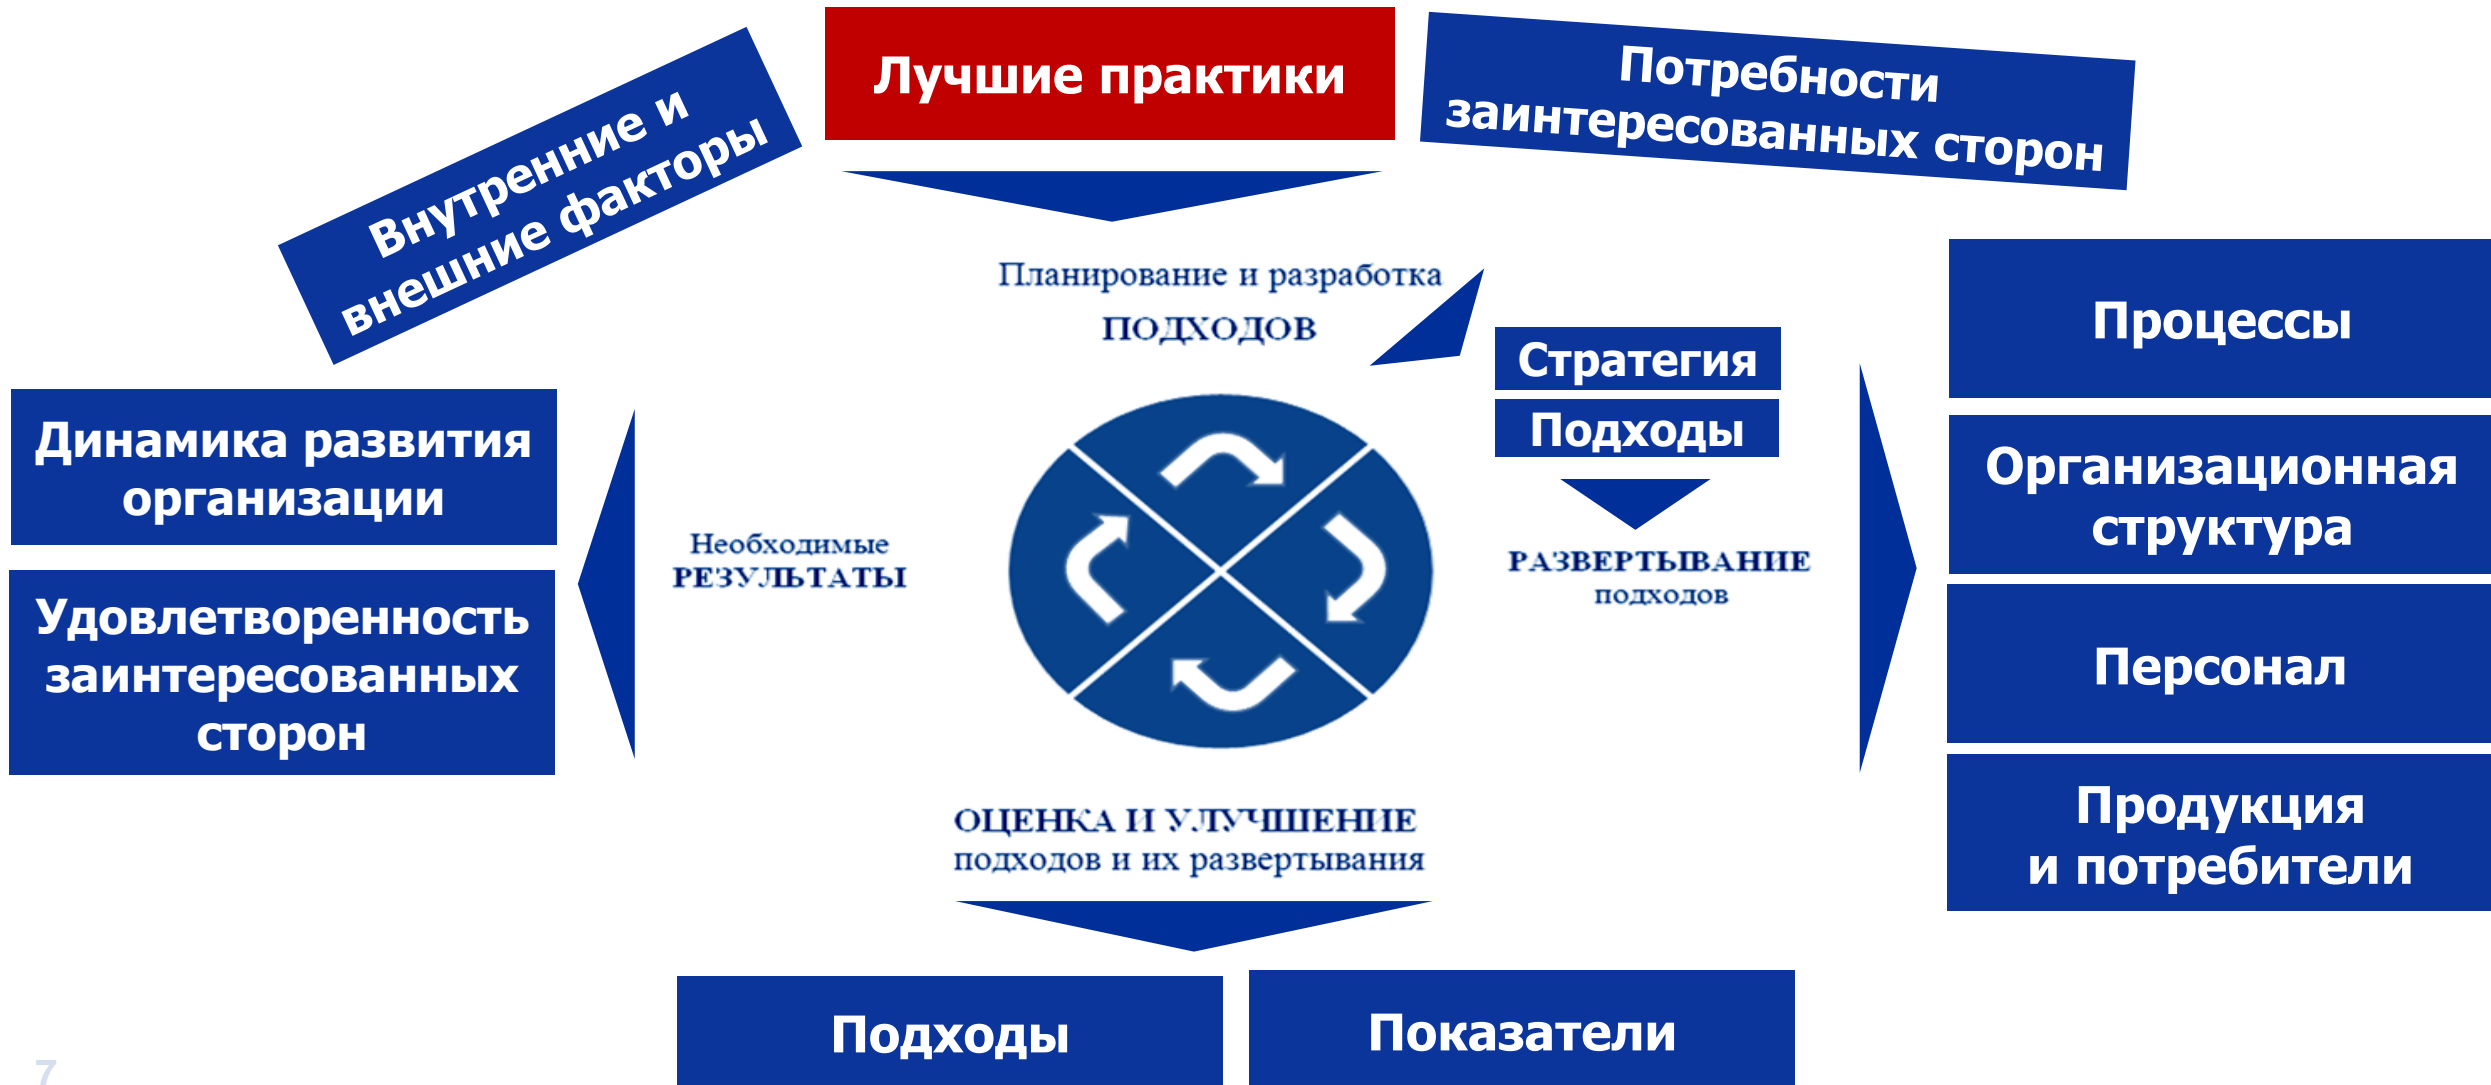 Лучшие практики
Потребности
заинтересованных сторон
Внутренние и
внешние факторы
Планирование и разработка
ПОДХОДОВ
Стратегия
Подходы
РАЗВЕРТЫВАНИЕ
подходов
Процессы
Организационная
структура
Персонал
Продукция
и потребители
Динамика развития
организации
Удовлетворенность
заинтересованных
сторон
Необходимые
РЕЗУЛЬТАТЫ
ОЦЕНКА И УЛУЧШЕНИЕ
подходов и их развертывания
Подходы
Показатели
7